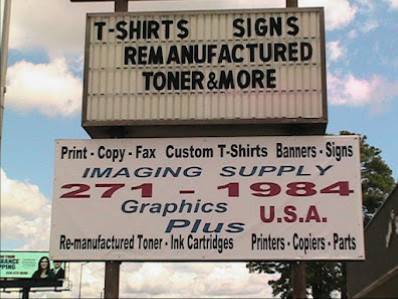 T-SHIRTS SIGNS
REMANUFACTURED
TONER & MORE
Print - Copy - Fax Custom T-Shirts Banners - Signs
IMAGING SUPPLY
271 - 1984
Graphics Plus U.S.A.
Re-manufactured Toner - Ink Cartridges Printers - Copiers - Parts